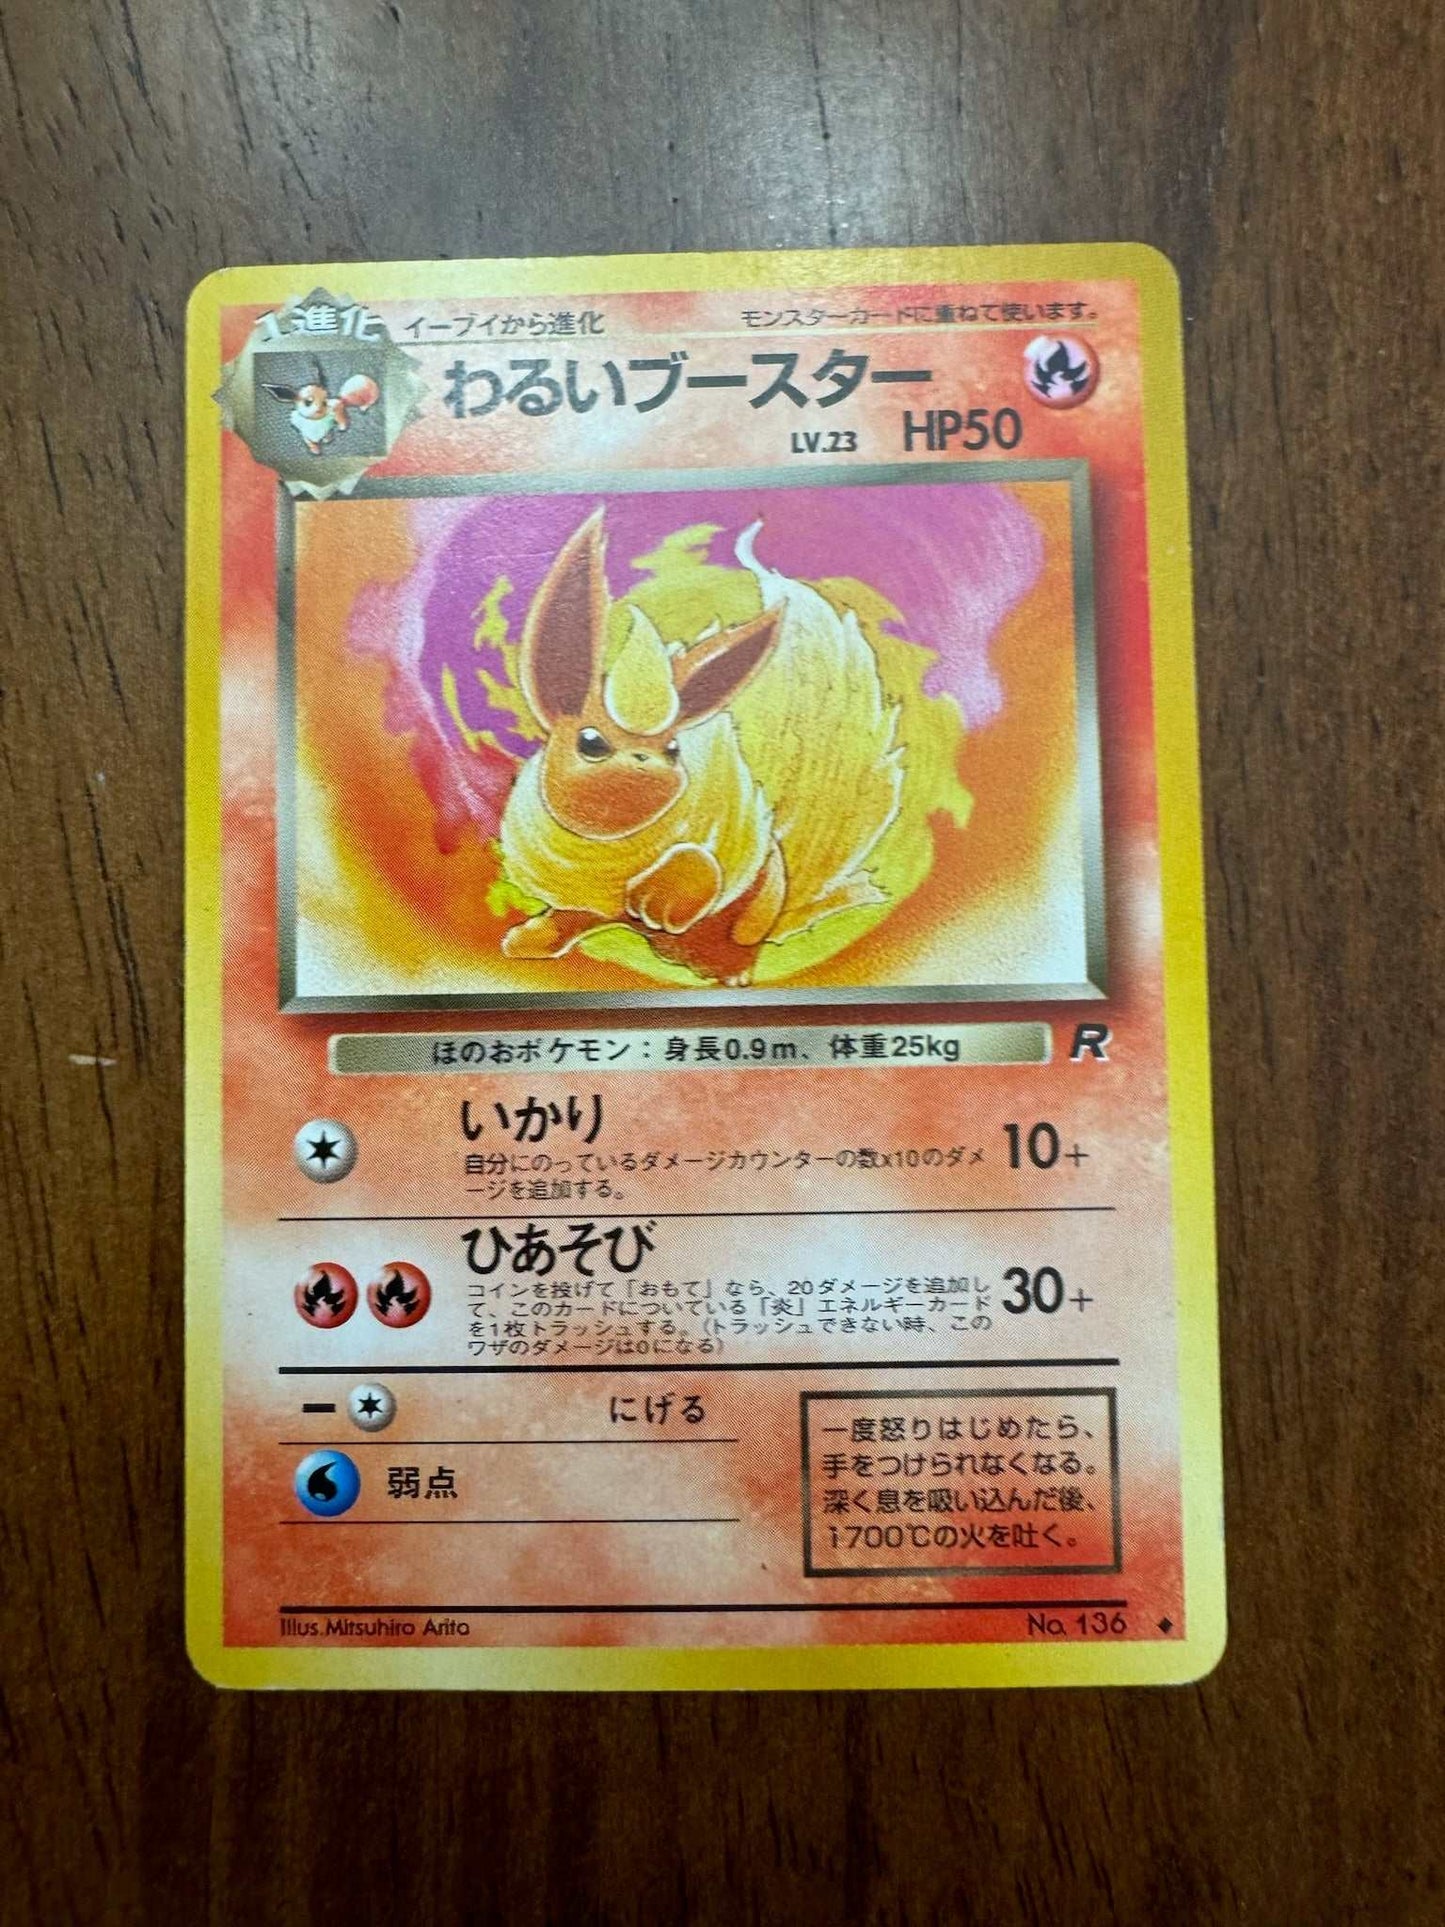 1進化
イーブイから進化
モンスターカードに重ねて使います。
わるいブースター
LV.23 HP50
ほのおポケモン：身長0.9m、体重25kg
R
いかり
10+
自分にのっているダメージカウンターの数x10のダメ
ージを追加する。
ひあそび
30+
コインを投げて「おもて」なら、20ダメージを追加し
て、このカードについている「炎」エネルギーカード
を1枚トラッシュする。（トラッシュできない時、この
ワザのダメージは0になる）
にげる
弱点
一度怒りはじめたら、
手をつけられなくなる。
深く息を吸い込んだ後、
1700℃の火を吐く。
Illus.Mitsuhiro Arita
No. 136